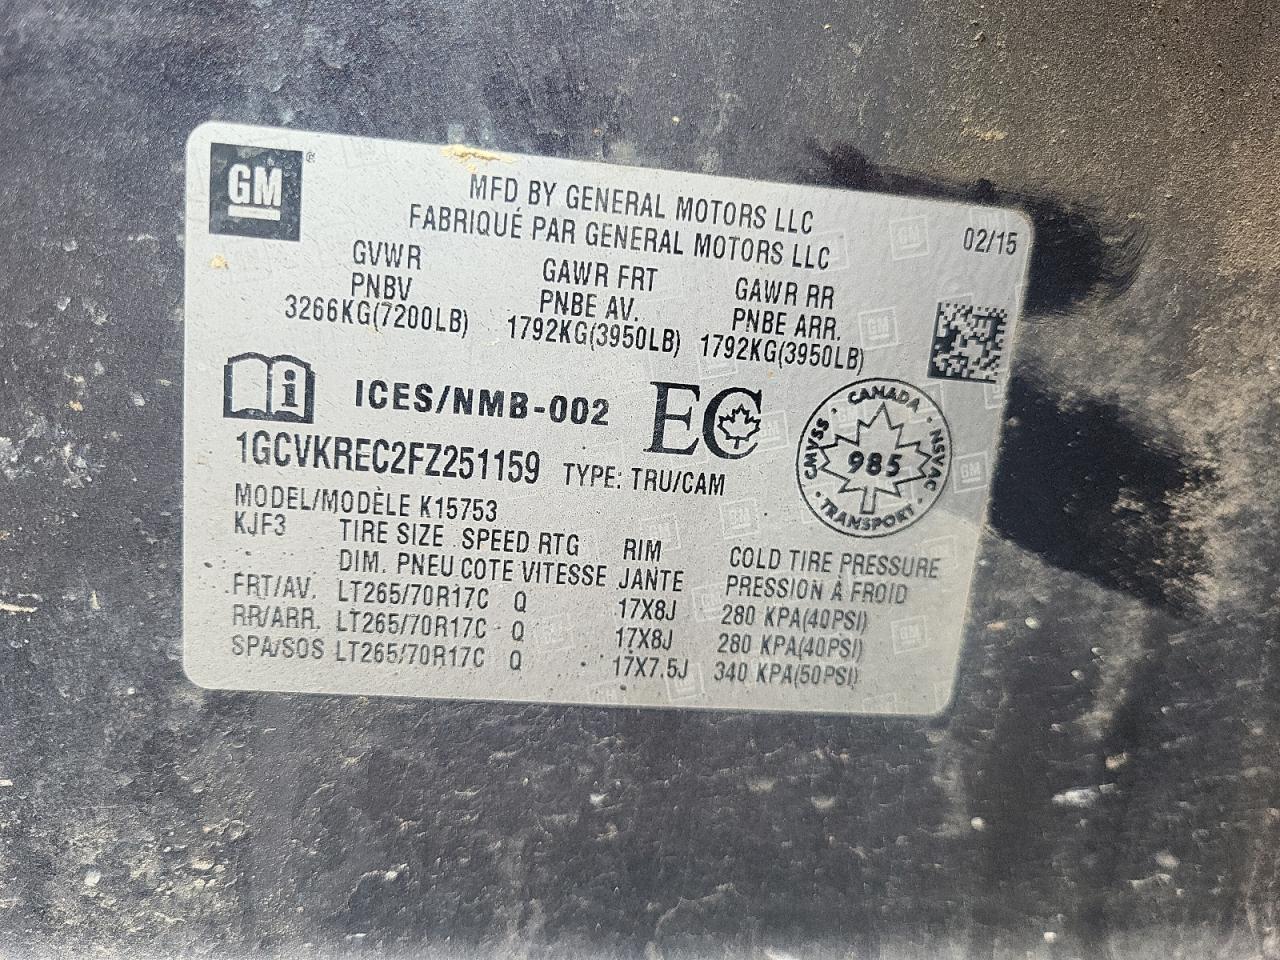 GM®
MFD BY GENERAL MOTORS LLC
FABRIQUÉ PAR GENERAL MOTORS LLC
02/15
GVWR GAWR FRT GAWR RR
PNBV PNBE AV. PNBE ARR.
3266KG(7200LB) 1792KG(3950LB) 1792KG(3950LB)
ICES/NMB-002 EC
CANADA
CMVSS 985 NSVAC
TRANSPORT
1GCVKREC2FZ251159 TYPE: TRU/CAM
MODEL/MODÈLE K15753
KJF3 TIRE SIZE SPEED RTG RIM COLD TIRE PRESSURE
DIM. PNEU COTE VITESSE JANTE PRESSION À FROID
FRT/AV. LT265/70R17C Q 17X8J 280 KPA(40PSI)
RR/ARR. LT265/70R17C Q 17X8J 280 KPA(40PSI)
SPA/SOS LT265/70R17C Q 17X7.5J 340 KPA(50PSI)